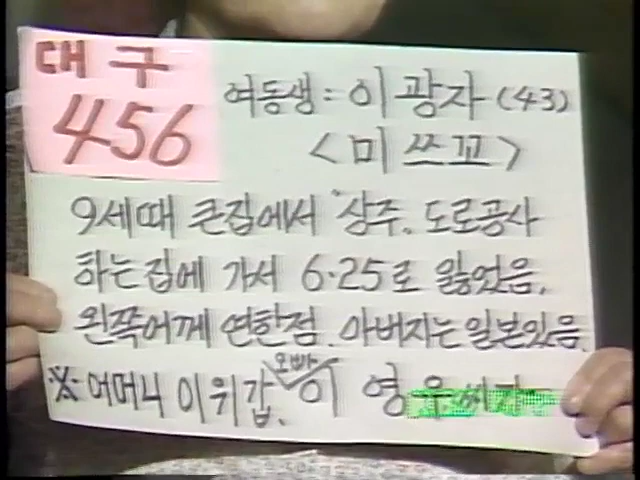 대구
456
여동생: 이광자 (43)
<미쓰꼬>
9세때 큰집에서 상주. 도로공사
하는집에 가서 6·25로 잃었음.
왼쪽어깨 연한점. 아버지는 일본있음.
오빠
※ 어머니 이위갑. 이영우